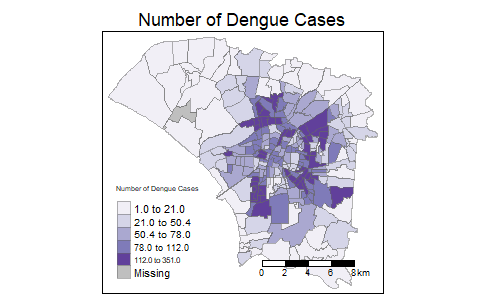 Number of Dengue Cases
Number of Dengue Cases
1.0 to 21.0
21.0 to 50.4
50.4 to 78.0
78.0 to 112.0
112.0 to 351.0
Missing
0 2 4 6 8 km